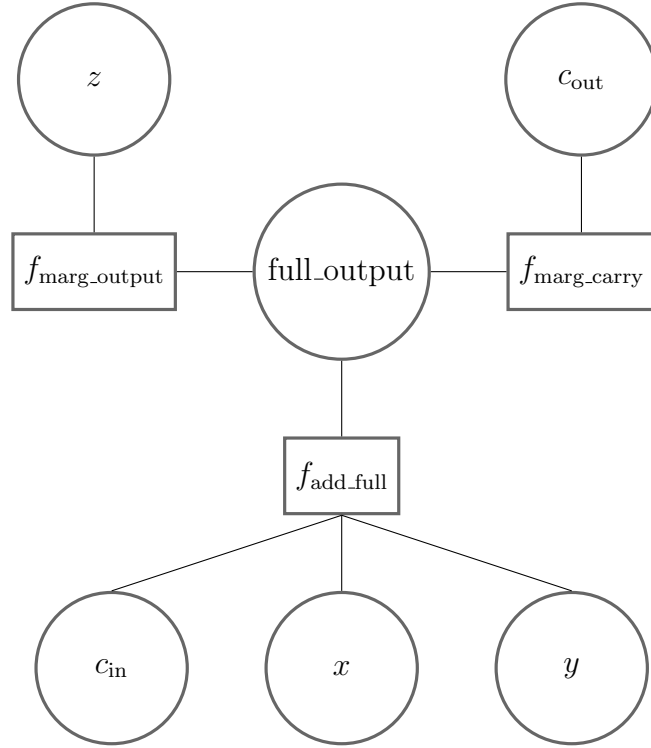 z
c_out
f_marg_output
full_output
f_marg_carry
f_add_full
c_in
x
y